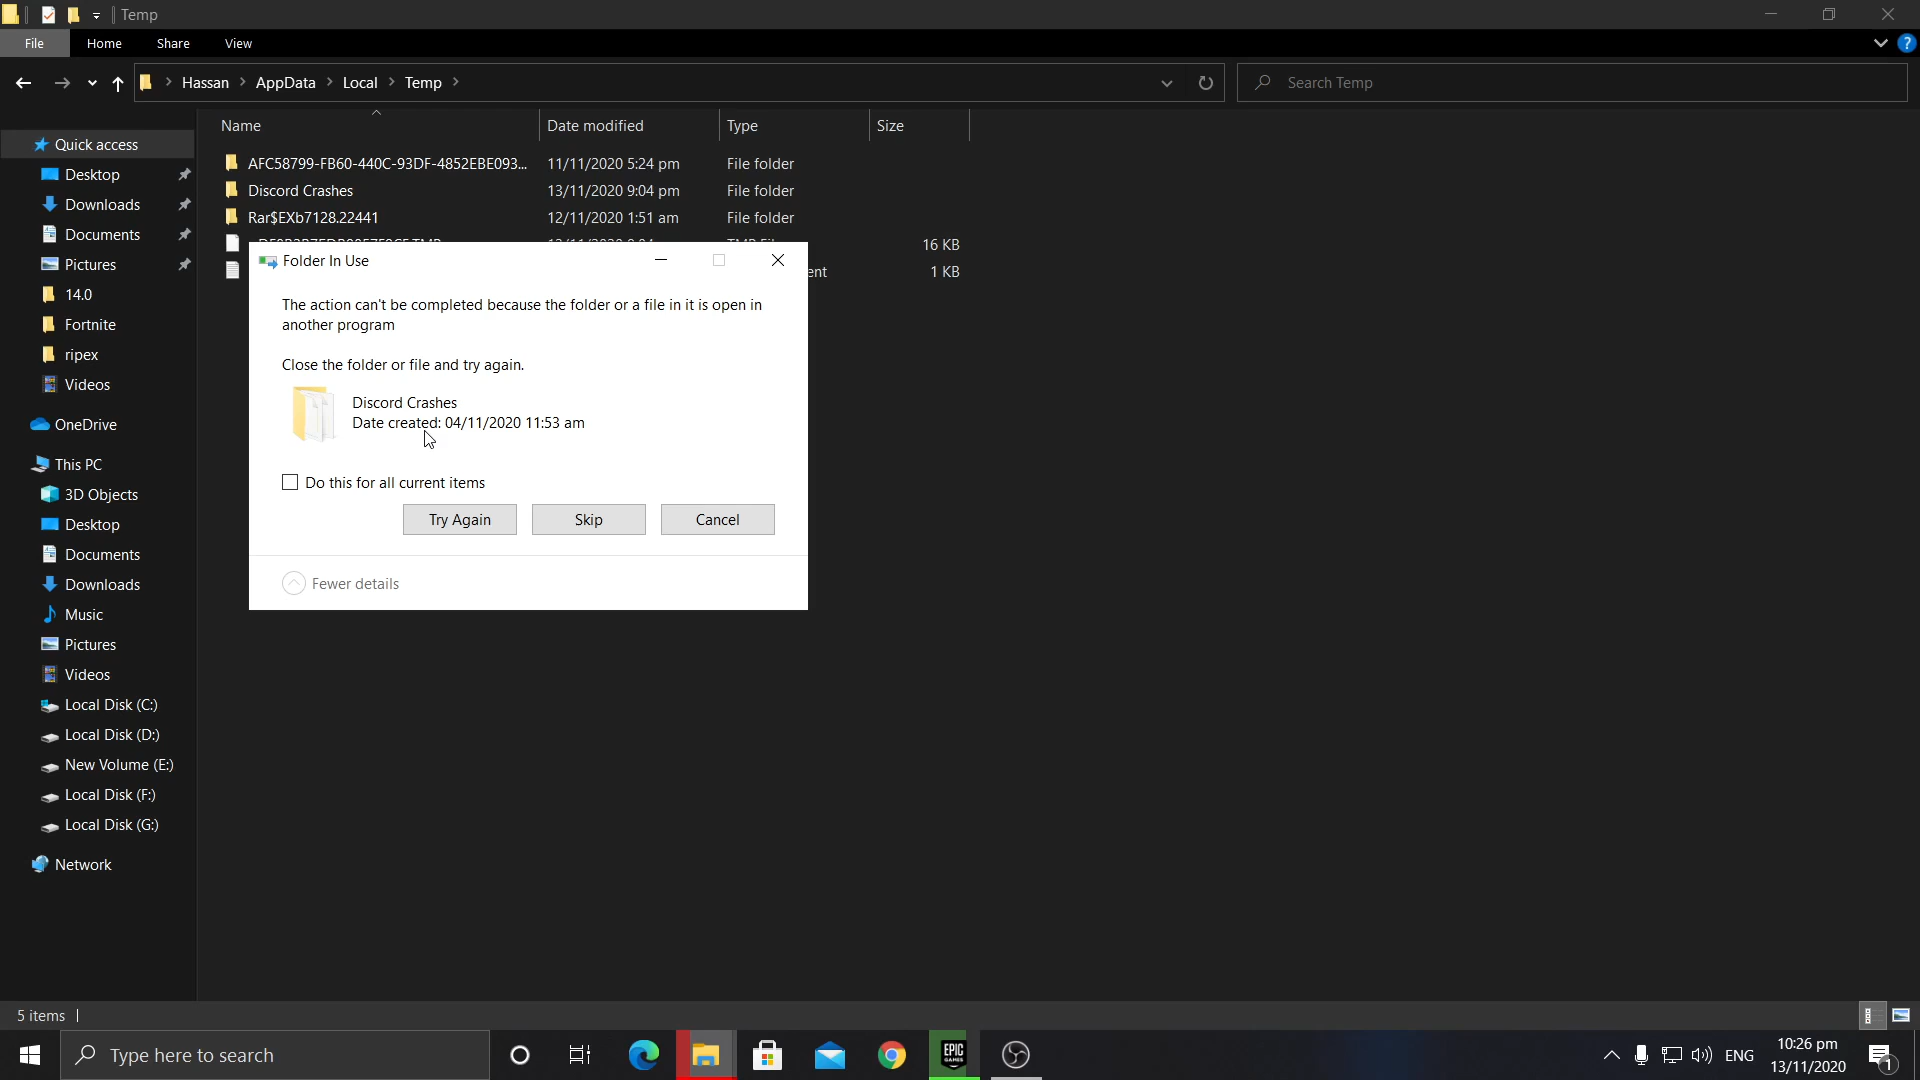 Temp
File Home Share View
Hassan AppData Local Temp
Search Temp
Name Date modified Type Size
Quick access
Desktop
Downloads
Documents
Pictures
14.0
Fortnite
ripex
Videos
OneDrive
This PC
3D Objects
Desktop
Documents
Downloads
Music
Pictures
Videos
Local Disk (C:)
Local Disk (D:)
New Volume (E:)
Local Disk (F:)
Local Disk (G:)
Network
AFC58799-FB60-440C-93DF-4852EBE093... 11/11/2020 5:24 pm File folder
Discord Crashes 13/11/2020 9:04 pm File folder
Rar$EXb7128.22441 12/11/2020 1:51 am File folder
16 KB
ent 1 KB
Folder In Use
The action can't be completed because the folder or a file in it is open in
another program
Close the folder or file and try again.
Discord Crashes
Date created: 04/11/2020 11:53 am
Do this for all current items
Try Again Skip Cancel
Fewer details
5 items
Type here to search
EPIC
GAMES
ENG
10:26 pm
13/11/2020
1